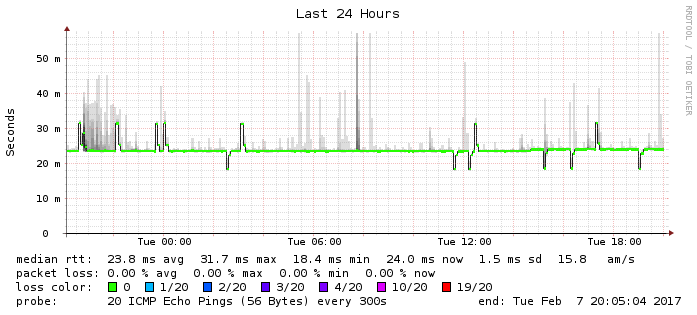 Last 24 Hours
RRDTOOL / TOBI OETIKER
Seconds
50 m
40 m
30 m
20 m
10 m
0
Tue 00:00 Tue 06:00 Tue 12:00 Tue 18:00
median rtt: 23.8 ms avg 31.7 ms max 18.4 ms min 24.0 ms now 1.5 ms sd 15.8 am/s
packet loss: 0.00 % avg 0.00 % max 0.00 % min 0.00 % now
loss color: 0 1/20 2/20 3/20 4/20 10/20 19/20
probe: 20 ICMP Echo Pings (56 Bytes) every 300s end: Tue Feb 7 20:05:04 2017